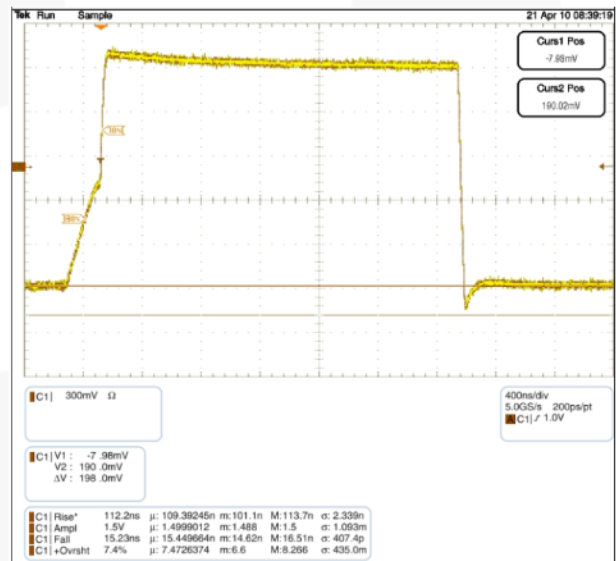 Tek Run Sample 21 Apr 10 08:39:19
Curs1 Pos
-7.98mV
Curs2 Pos
190.02mV
C1 300mV Ω
400ns/div
5.0GS/s 200ps/pt
A C1 / 1.0V
C1 V1 : -7 .98mV
V2 : 190 .0mV
ΔV : 198 .0mV
C1 Rise* 112.2ns μ: 109.39245n m: 101.1n M: 113.7n σ: 2.339n
C1 Ampl 1.5V μ: 1.4999012 m: 1.488 M: 1.5 σ: 1.093m
C1 Fall 15.23ns μ: 15.449664n m: 14.62n M: 16.51n σ: 407.4p
C1 +Ovrsht 7.4% μ: 7.4726374 m: 6.6 M: 8.266 σ: 435.0m